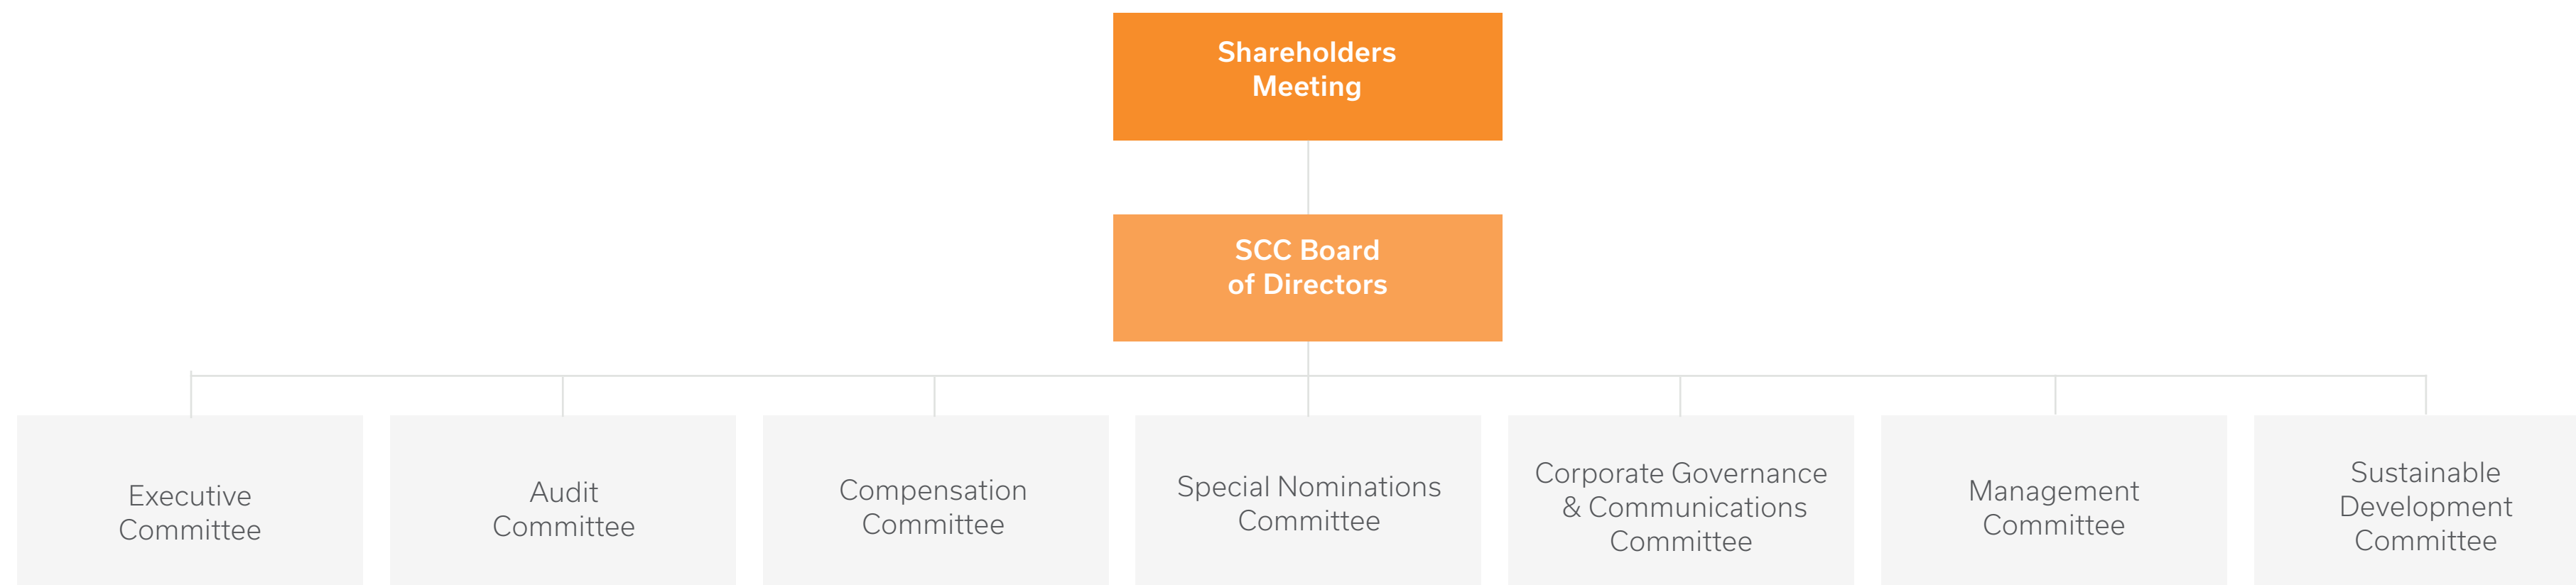 Shareholders
Meeting
SCC Board
of Directors
Executive
Committee
Audit
Committee
Compensation
Committee
Special Nominations
Committee
Corporate Governance
& Communications
Committee
Management
Committee
Sustainable
Development
Committee